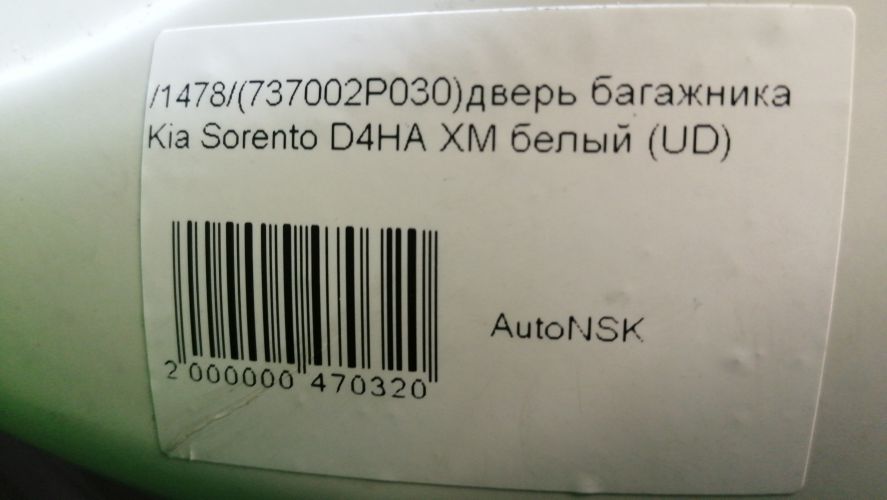 /1478/(737002P030)дверь багажника
Kia Sorento D4HA XM белый (UD)
AutoNSK
2 000000 470320